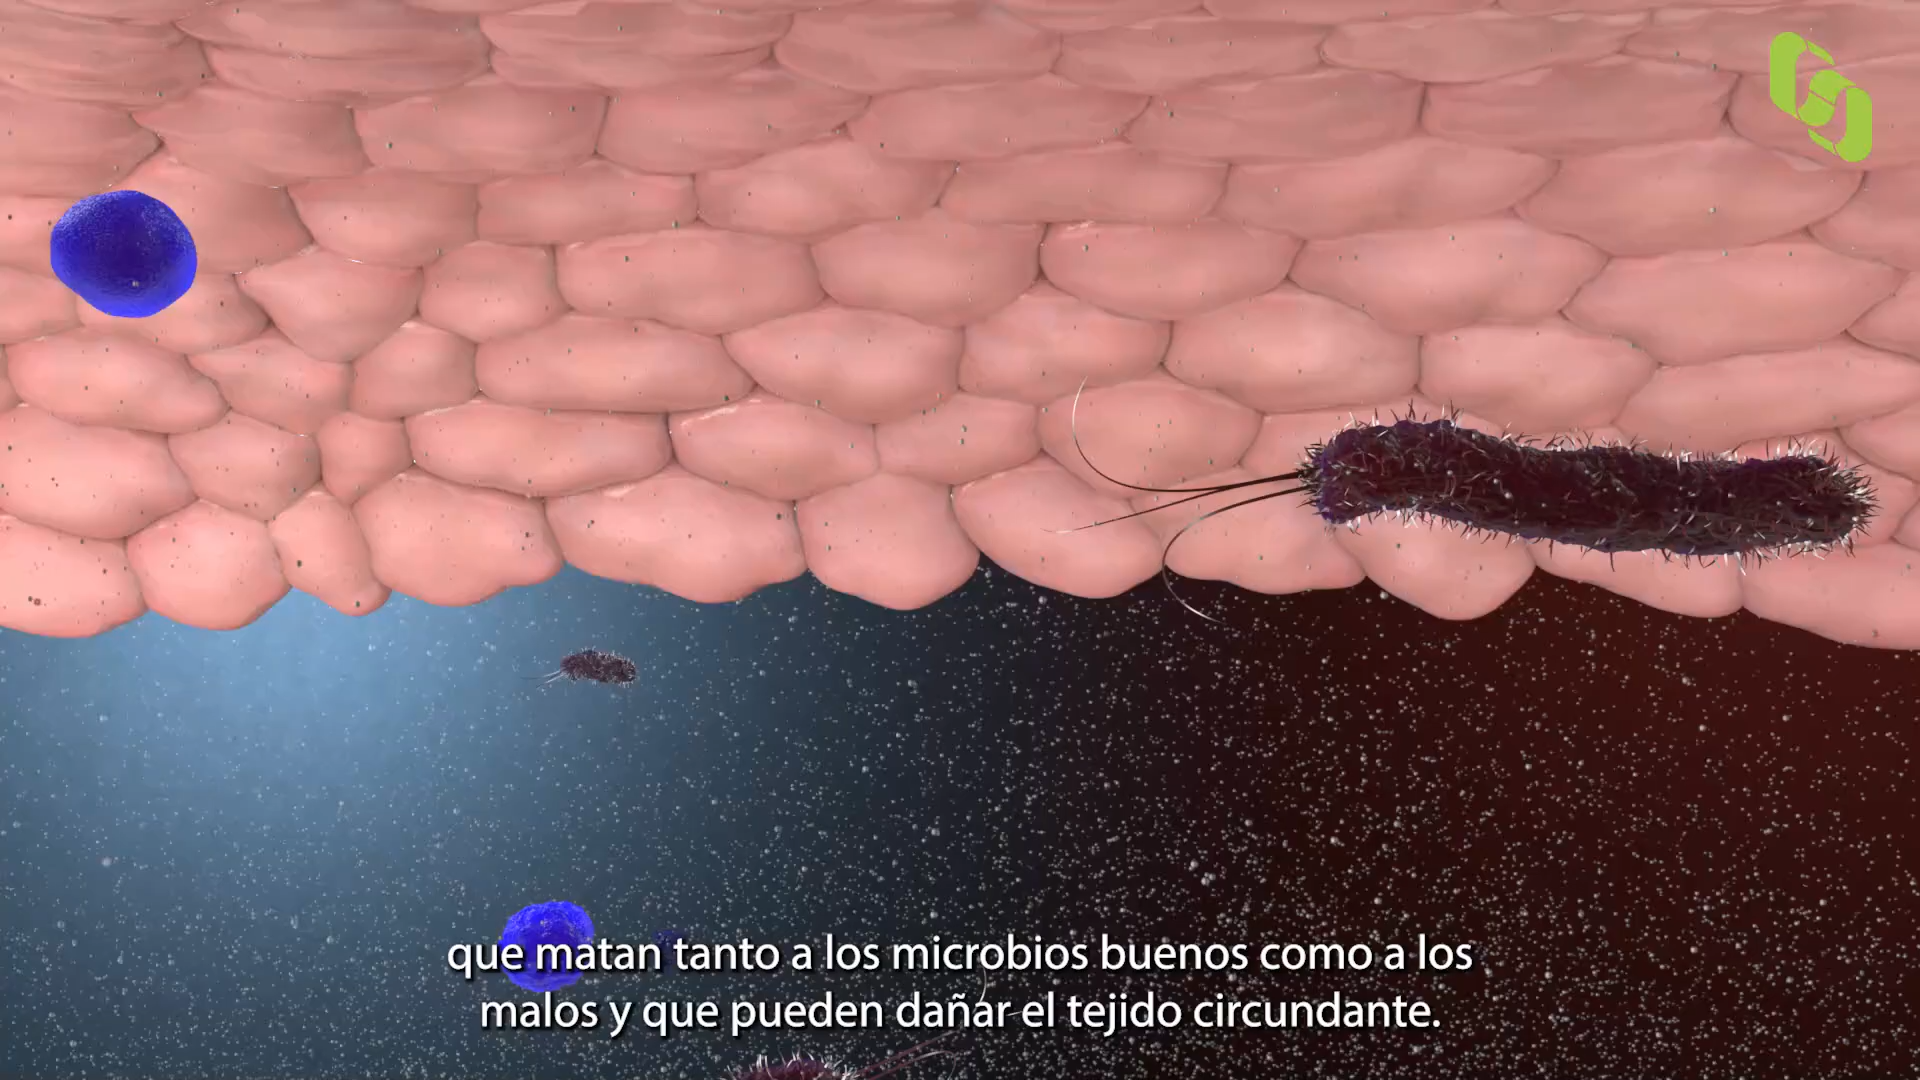 que matan tanto a los microbios buenos como a los
malos y que pueden dañar el tejido circundante.